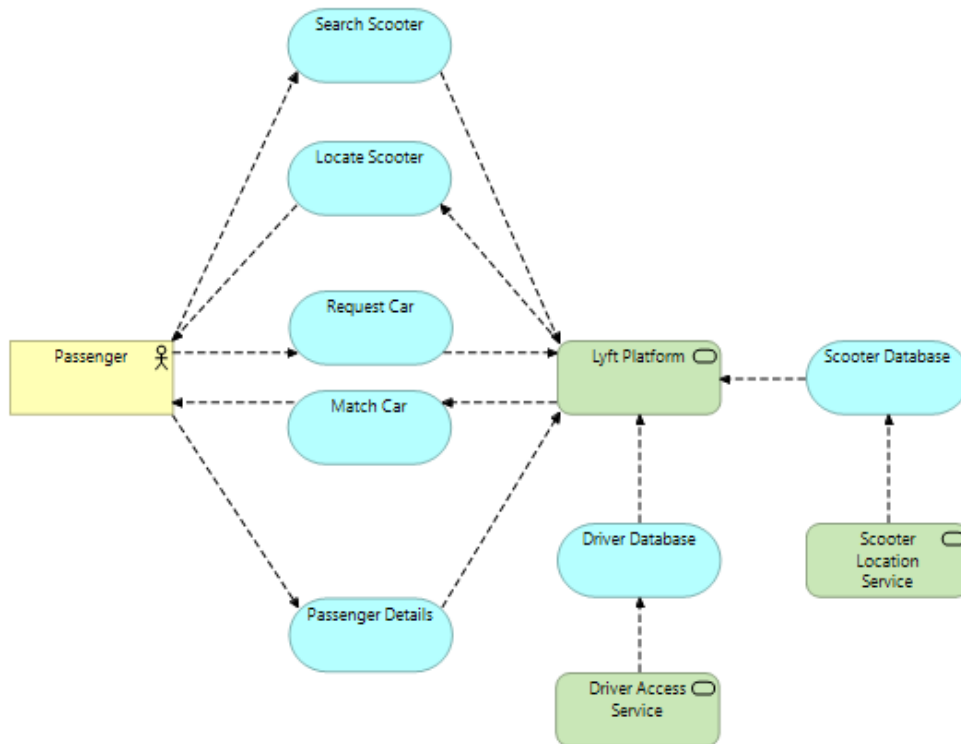 Search Scooter
Locate Scooter
Request Car
Passenger
Lyft Platform
Scooter Database
Match Car
Driver Database
Scooter
Location
Service
Passenger Details
Driver Access
Service